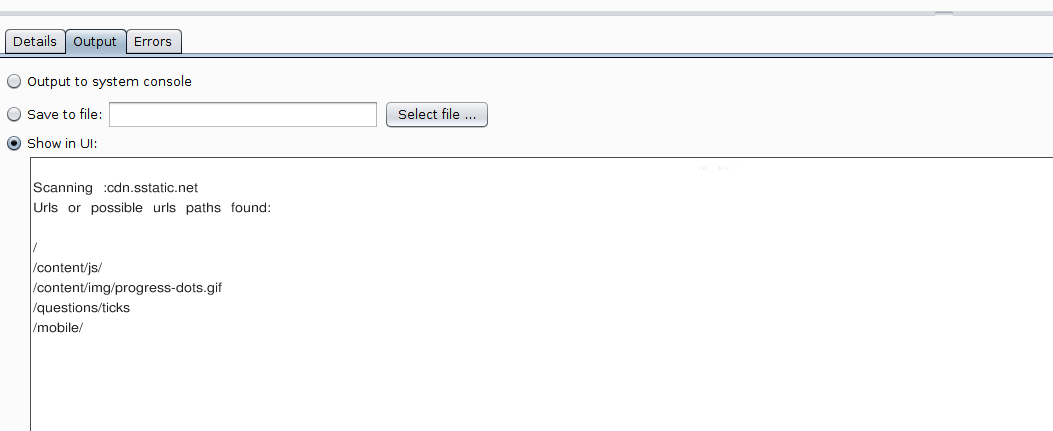 Details Output Errors
Output to system console
Save to file: Select file ...
Show in UI:
Scanning :cdn.sstatic.net
Urls or possible urls paths found:
/
/content/js/
/content/img/progress-dots.gif
/questions/ticks
/mobile/